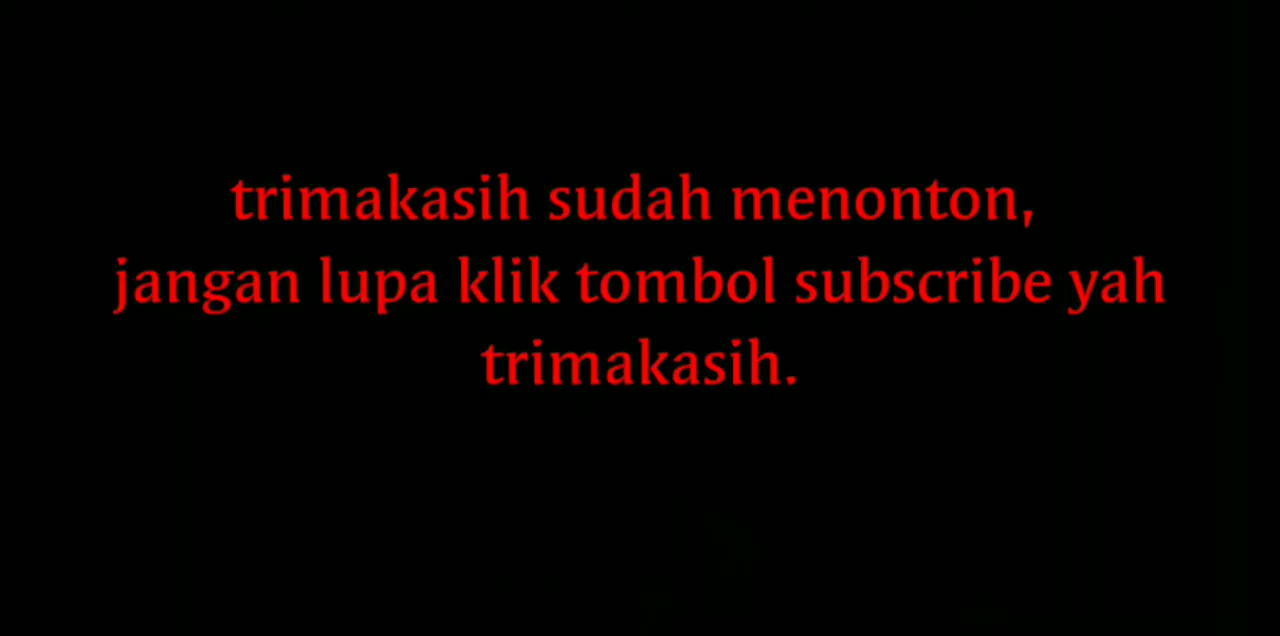 trimakasih sudah menonton,
jangan lupa klik tombol subscribe yah
trimakasih.